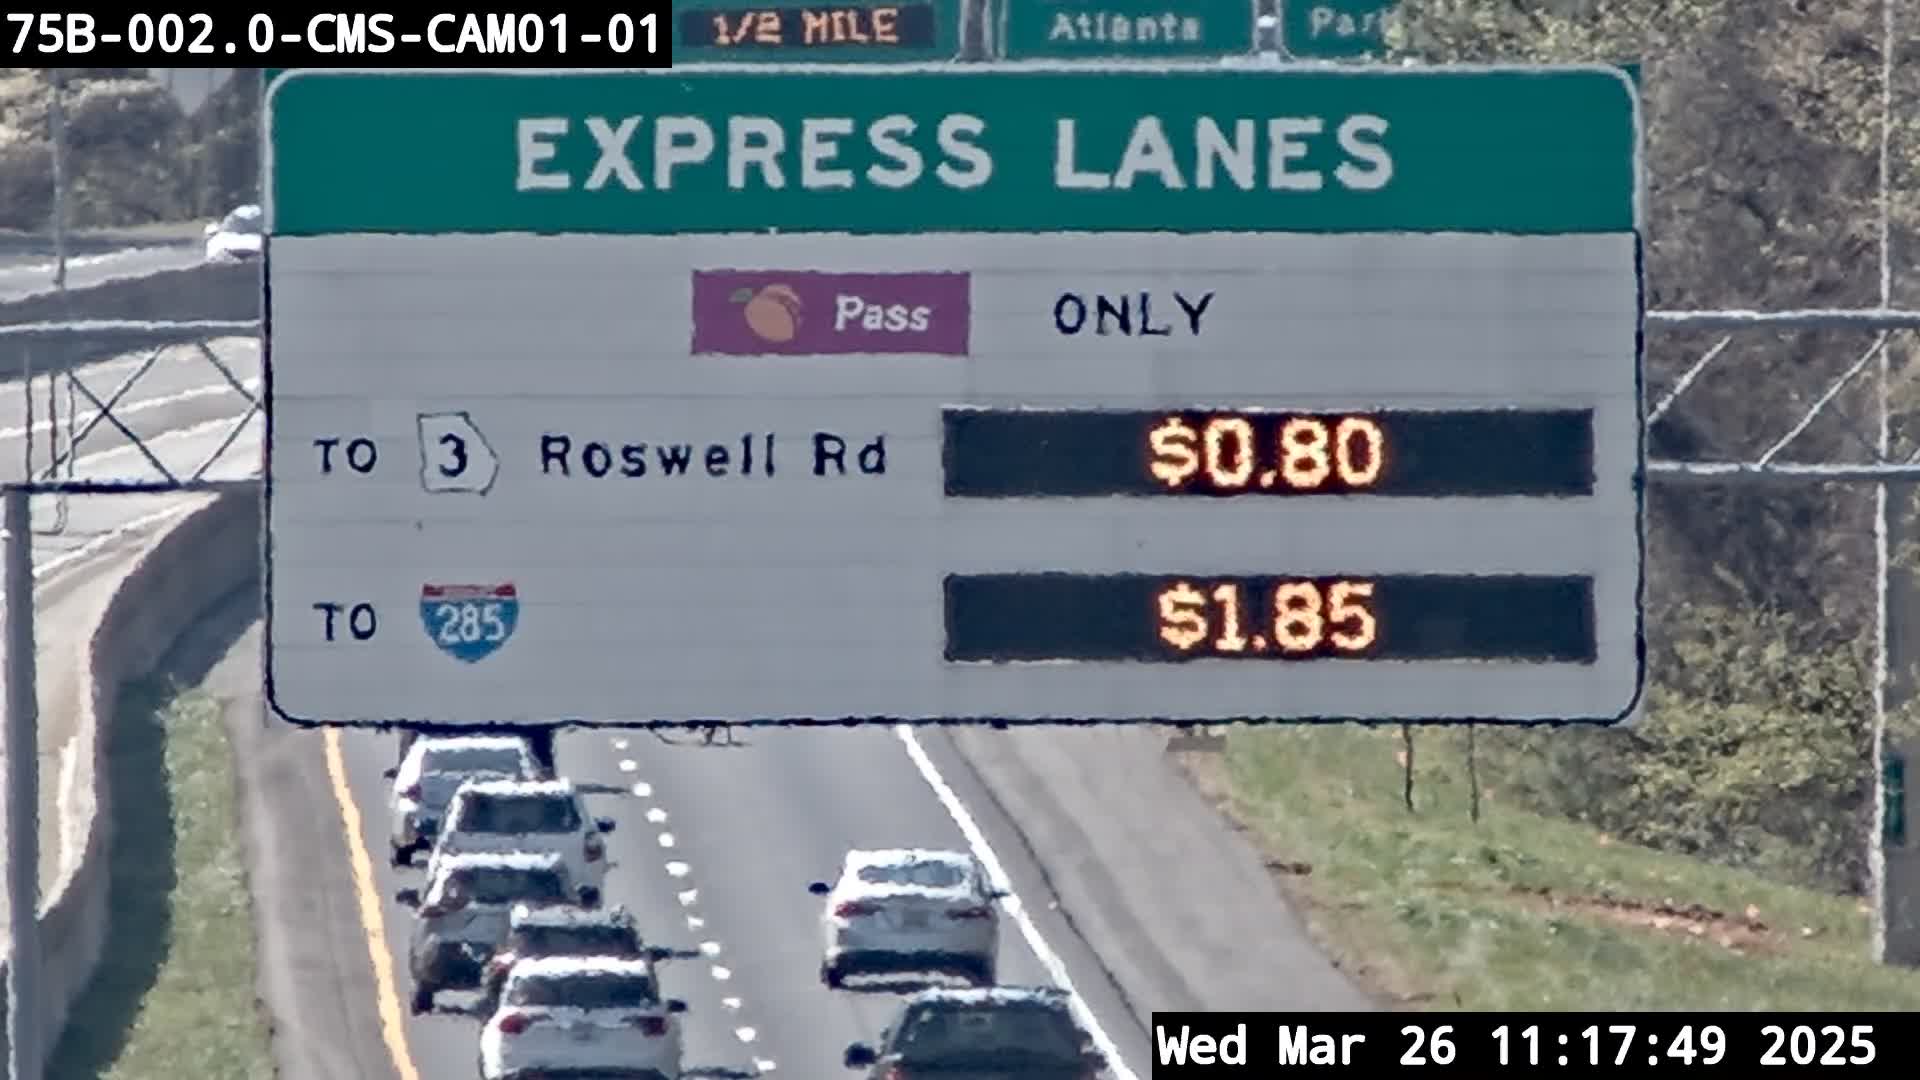 75B-002.0-CMS-CAM01-01
1/2 MILE
Atlanta
EXPRESS LANES
Pass ONLY
TO 3 Roswell Rd $0.80
TO 285 $1.85
Wed Mar 26 11:17:49 2025